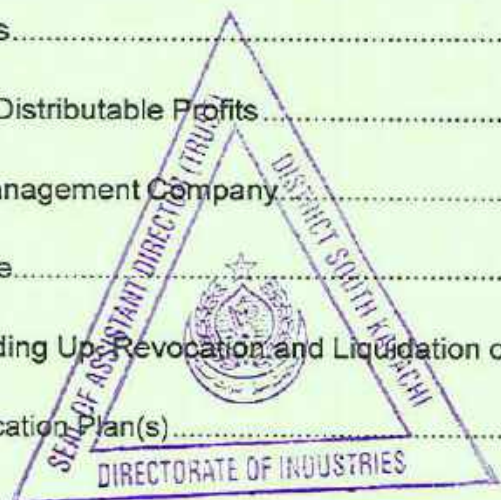 s..........................................
Distributable Profits..........................................
anagement Company..........................................
e..........................................
ding Up, Revocation and Liquidation o
cation Plan(s)..........................................
SEAL OF ASSISTANT DIRECTOR (TRUST)
DISTRICT SOUTH KARACHI
DIRECTORATE OF INDUSTRIES